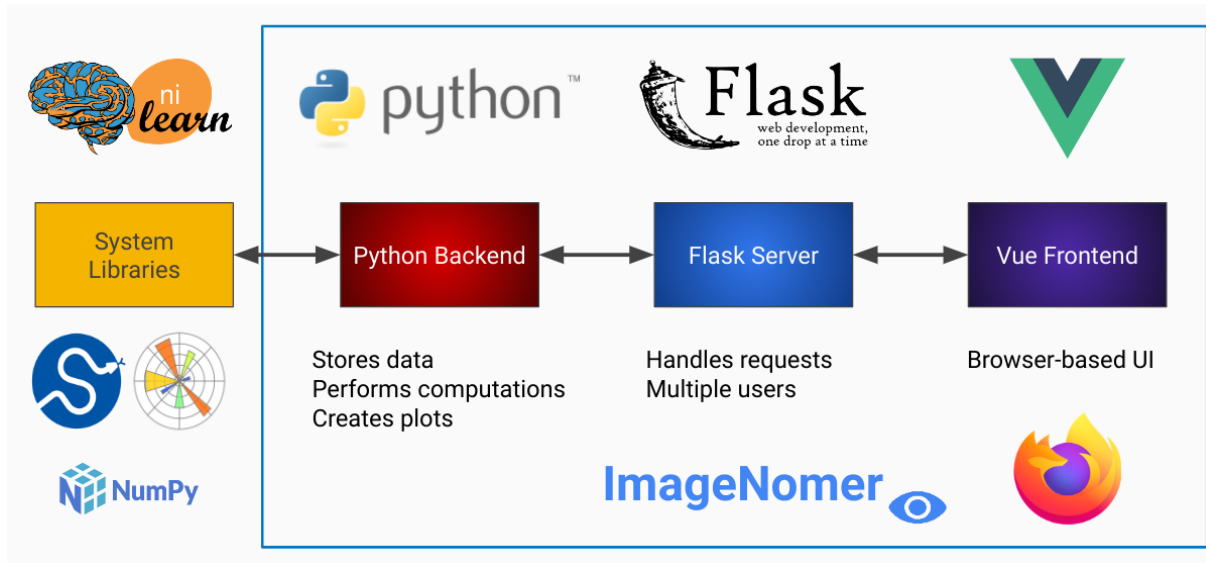 ni
learn
python™
Flask
web development,
one drop at a time
System
Libraries
Python Backend
Flask Server
Vue Frontend
Stores data
Performs computations
Creates plots
Handles requests
Multiple users
Browser-based UI
NumPy
ImageNomer